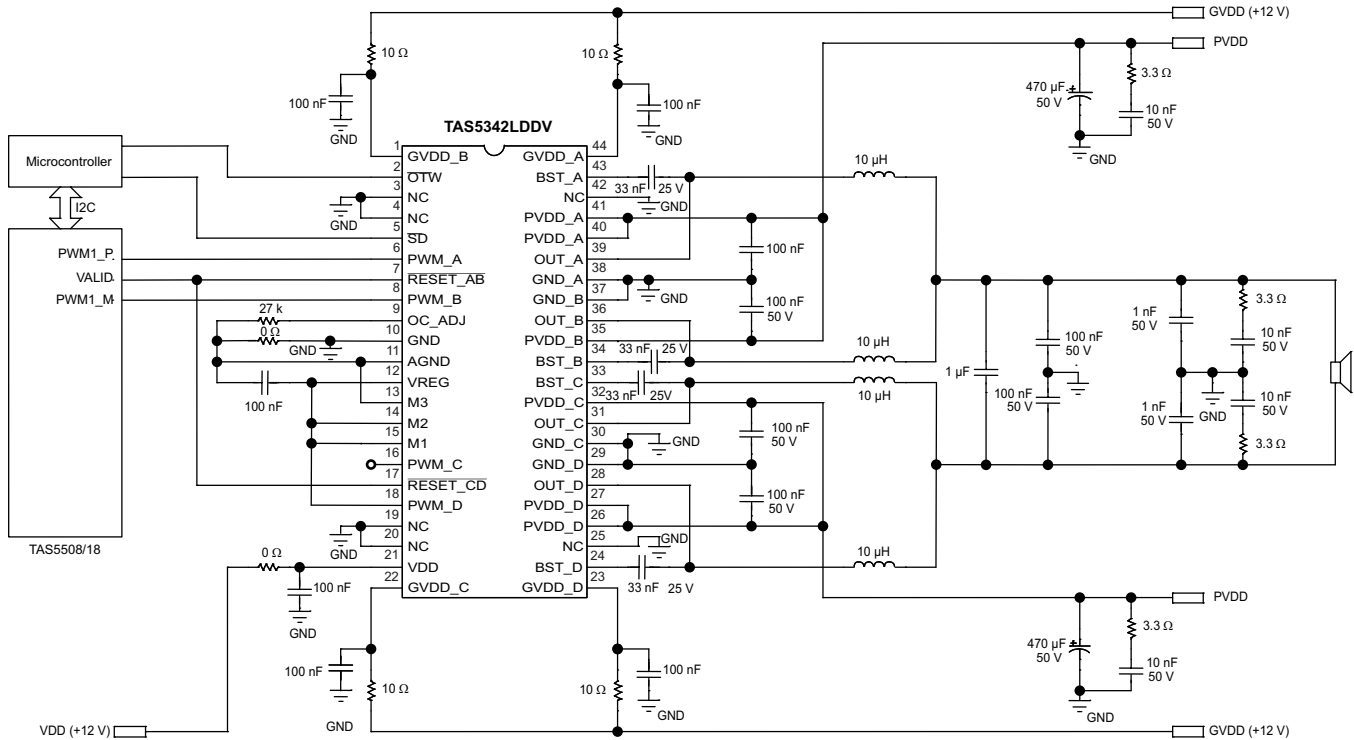 GVDD (+12 V)
PVDD
10 Ω
10 Ω
3.3 Ω
470 µF
50 V
10 nF
50 V
GND
100 nF
GND
100 nF
GND
TAS5342LDDV
Microcontroller
I2C
PWM1_P
VALID
PWM1_M
TAS5508/18
1
GVDD_B
2
OTW
3
NC
4
NC
5
SD
6
PWM_A
7
RESET_AB
8
PWM_B
9
OC_ADJ
10
GND
11
AGND
12
VREG
13
M3
14
M2
15
M1
16
PWM_C
17
RESET_CD
18
PWM_D
19
NC
20
NC
21
VDD
22
GVDD_C
44
GVDD_A
43
BST_A
42
NC
41
PVDD_A
40
PVDD_A
39
OUT_A
38
GND_A
37
GND_B
36
OUT_B
35
PVDD_B
34
BST_B
33
BST_C
32
PVDD_C
31
OUT_C
30
GND_C
29
GND_D
28
OUT_D
27
PVDD_D
26
PVDD_D
25
NC
24
BST_D
23
GVDD_D
GND
27 k
0 Ω
GND
100 nF
GND
0 Ω
100 nF
GND
100 nF
10 Ω
GND
VDD (+12 V)
33 nF 25 V
GND
10 µH
100 nF
GND
100 nF
50 V
10 µH
33 nF 25 V
33 nF 25V
10 µH
100 nF
50 V
GND
100 nF
50 V
GND
10 µH
33 nF 25 V
1 µF
100 nF
50 V
100 nF
50 V
1 nF
50 V
3.3 Ω
10 nF
50 V
GND
1 nF
50 V
10 nF
50 V
3.3 Ω
100 nF
GND
10 Ω
PVDD
470 µF
50 V
3.3 Ω
10 nF
50 V
GND
GVDD (+12 V)